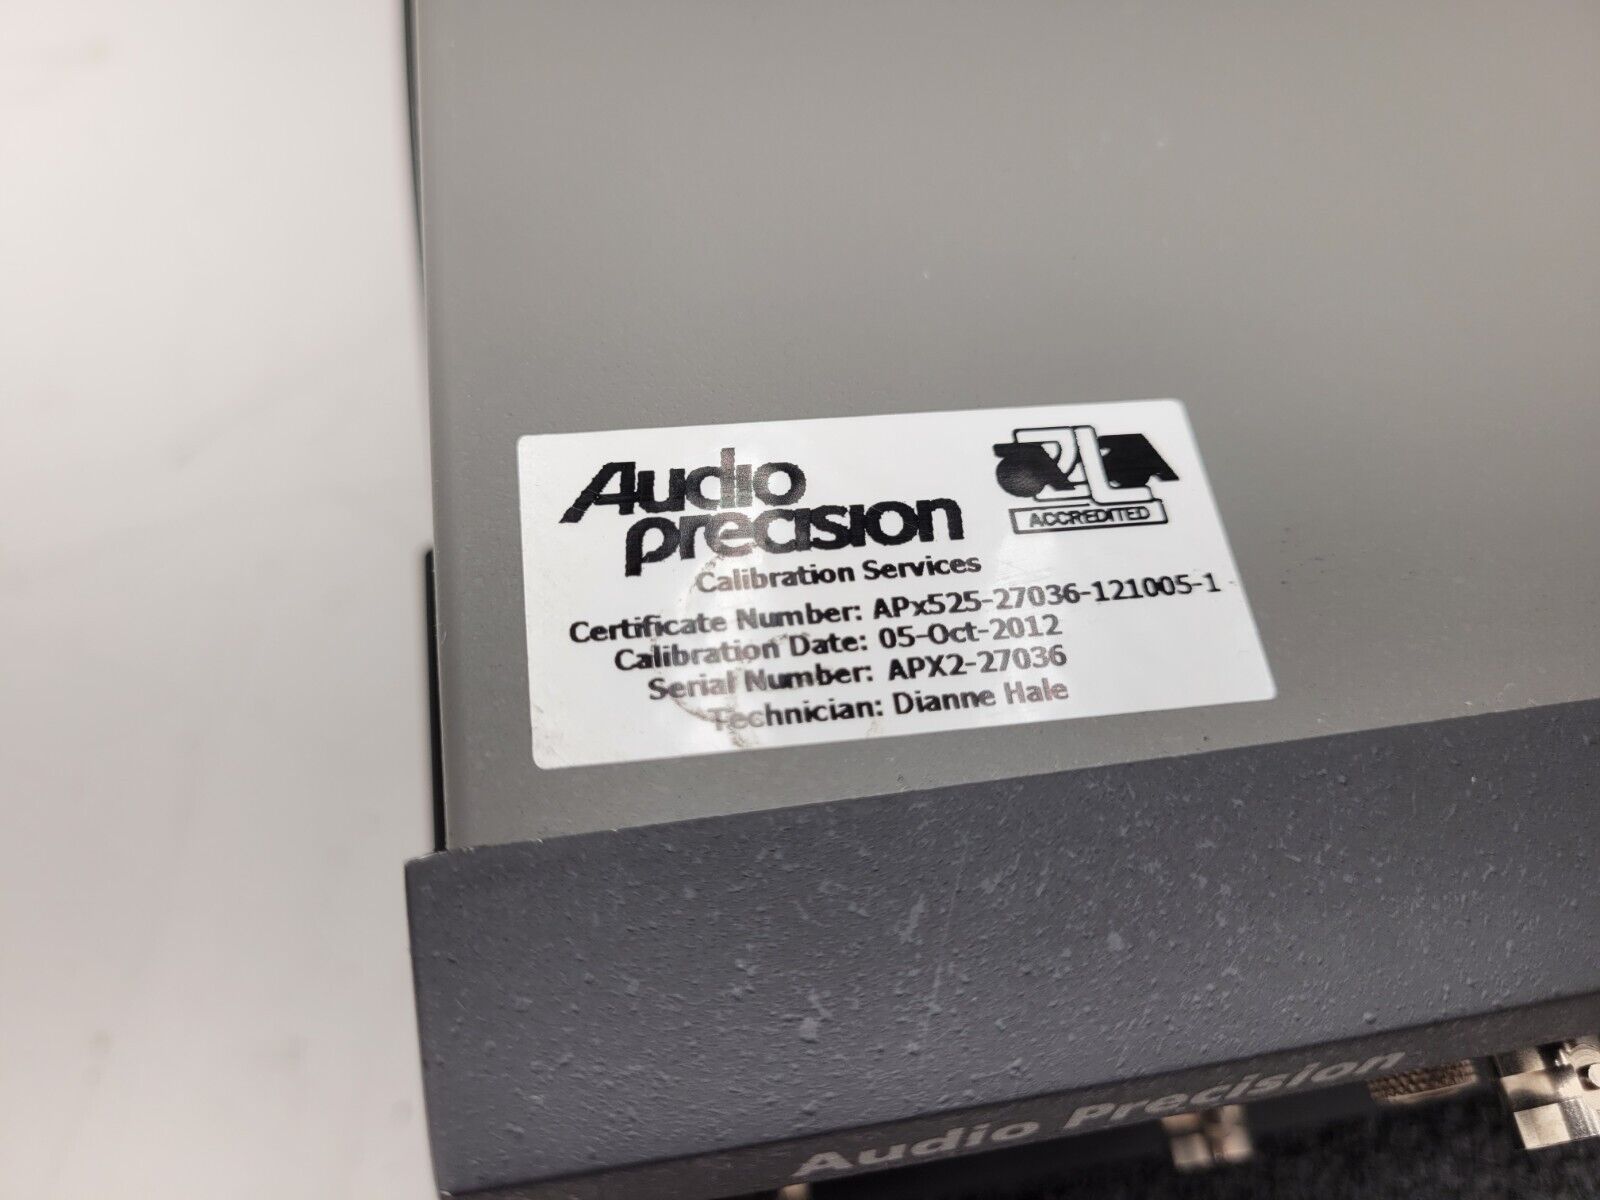 Audio
precision
A2LA
ACCREDITED
Calibration Services
Certificate Number: APx525-27036-121005-1
Calibration Date: 05-Oct-2012
Serial Number: APX2-27036
Technician: Dianne Hale
Audio Precision